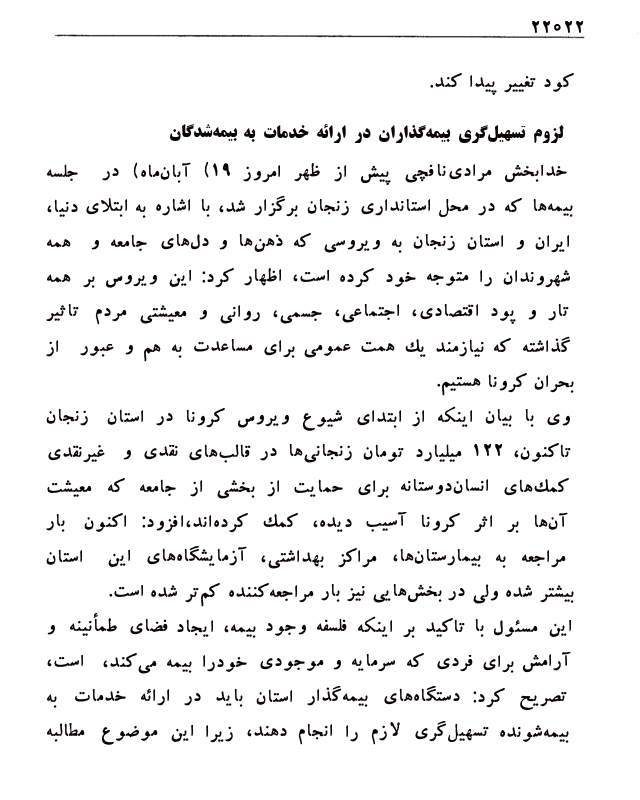 ۲۲۰۲۲
کود تغییر پیدا کند.
لزوم تسهیل‌گری بیمه‌گذاران در ارائه خدمات به بیمه‌شدگان
خدابخش مرادی‌نافچی پیش از ظهر امروز ۱۹) آبان‌ماه) در جلسه
بیمه‌ها که در محل استانداری زنجان برگزار شد، با اشاره به ابتلای دنیا،
ایران و استان زنجان به ویروسی که ذهن‌ها و دل‌های جامعه و همه
شهروندان را متوجه خود کرده است، اظهار کرد: این ویروس بر همه
تار و پود اقتصادی، اجتماعی، جسمی، روانی و معیشتی مردم تاثیر
گذاشته که نیازمند یك همت عمومی برای مساعدت به هم و عبور از
بحران کرونا هستیم.
وی با بیان اینکه از ابتدای شیوع ویروس کرونا در استان زنجان
تاکنون، ۱۲۲ میلیارد تومان زنجانی‌ها در قالب‌های نقدی و غیرنقدی
کمك‌های انسان‌دوستانه برای حمایت از بخشی از جامعه که معیشت
آن‌ها بر اثر کرونا آسیب دیده، کمك کرده‌اند،افزود: اکنون بار
مراجعه به بیمارستان‌ها، مراکز بهداشتی، آزمایشگاه‌های این استان
بیشتر شده ولی در بخش‌هایی نیز بار مراجعه‌کننده کم‌تر شده است.
این مسئول با تاکید بر اینکه فلسفه وجود بیمه، ایجاد فضای طمأنینه و
آرامش برای فردی که سرمایه و موجودی خودرا بیمه می‌کند، است،
تصریح کرد: دستگاه‌های بیمه‌گذار استان باید در ارائه خدمات به
بیمه‌شونده تسهیل‌گری لازم را انجام دهند، زیرا این موضوع مطالبه